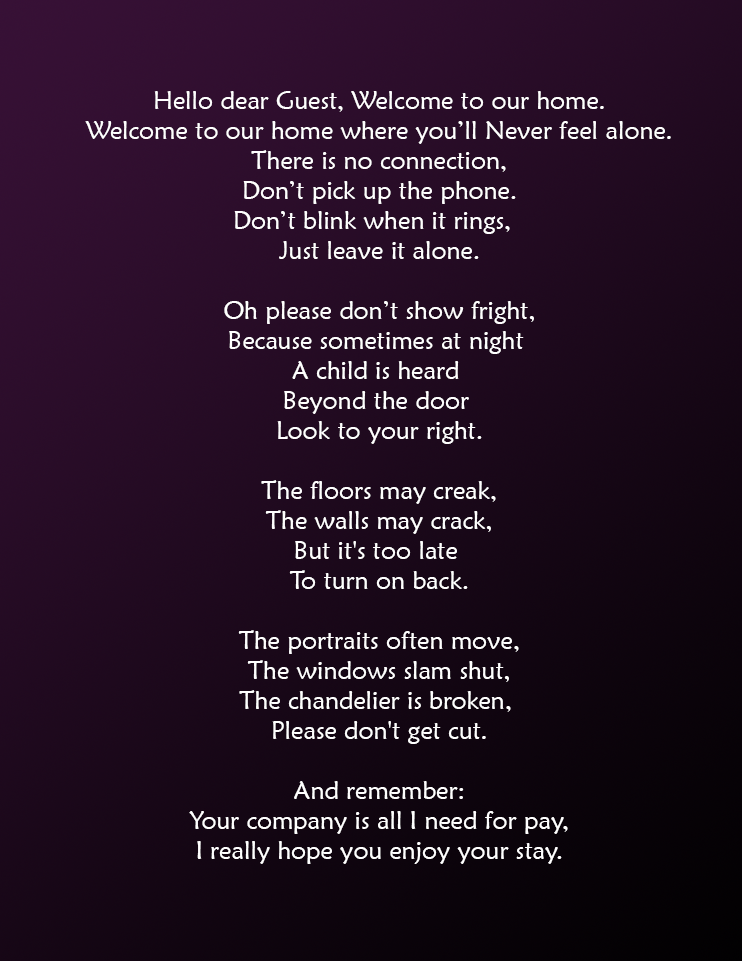 Hello dear Guest, Welcome to our home.
Welcome to our home where you’ll Never feel alone.
There is no connection,
Don’t pick up the phone.
Don’t blink when it rings,
Just leave it alone.
Oh please don’t show fright,
Because sometimes at night
A child is heard
Beyond the door
Look to your right.
The floors may creak,
The walls may crack,
But it's too late
To turn on back.
The portraits often move,
The windows slam shut,
The chandelier is broken,
Please don't get cut.
And remember:
Your company is all I need for pay,
I really hope you enjoy your stay.